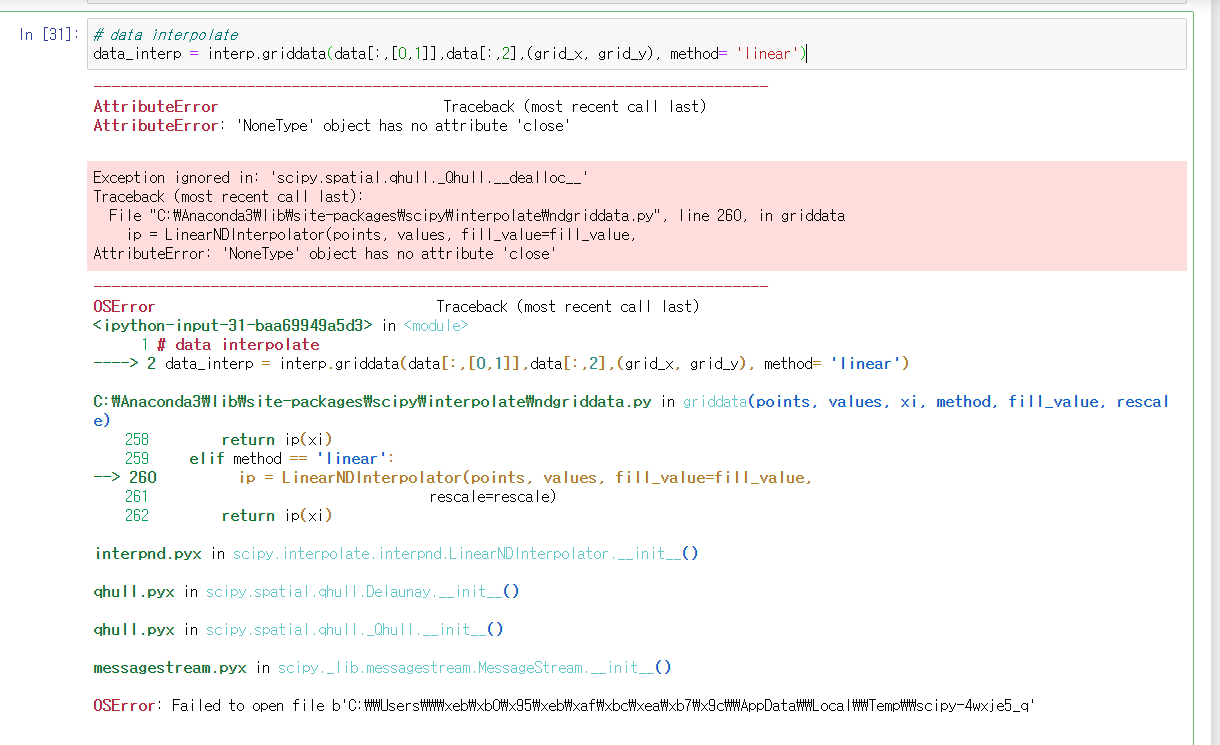 In [31]:
# data interpolate
data_interp = interp.griddata(data[:,[0,1]],data[:,2],(grid_x, grid_y), method= 'linear')
---------------------------------------------------------------------------
AttributeError Traceback (most recent call last)
AttributeError: 'NoneType' object has no attribute 'close'
Exception ignored in: 'scipy.spatial.qhull._Qhull.__dealloc__'
Traceback (most recent call last):
File "C:₩Anaconda3₩lib₩site-packages₩scipy₩interpolate₩ndgriddata.py", line 260, in griddata
ip = LinearNDInterpolator(points, values, fill_value=fill_value,
AttributeError: 'NoneType' object has no attribute 'close'
---------------------------------------------------------------------------
OSError Traceback (most recent call last)
<ipython-input-31-baa69949a5d3> in <module>
1 # data interpolate
----> 2 data_interp = interp.griddata(data[:,[0,1]],data[:,2],(grid_x, grid_y), method= 'linear')
C:₩Anaconda3₩lib₩site-packages₩scipy₩interpolate₩ndgriddata.py in griddata(points, values, xi, method, fill_value, rescal
e)
258 return ip(xi)
259 elif method == 'linear':
--> 260 ip = LinearNDInterpolator(points, values, fill_value=fill_value,
261 rescale=rescale)
262 return ip(xi)
interpnd.pyx in scipy.interpolate.interpnd.LinearNDInterpolator.__init__()
qhull.pyx in scipy.spatial.qhull.Delaunay.__init__()
qhull.pyx in scipy.spatial.qhull._Qhull.__init__()
messagestream.pyx in scipy._lib.messagestream.MessageStream.__init__()
OSError: Failed to open file b'C:₩₩Users₩₩₩xeb₩xb0₩x95₩xeb₩xaf₩xbc₩xea₩xb7₩x9c₩₩AppData₩₩Local₩₩Temp₩₩scipy-4wxje5_q'